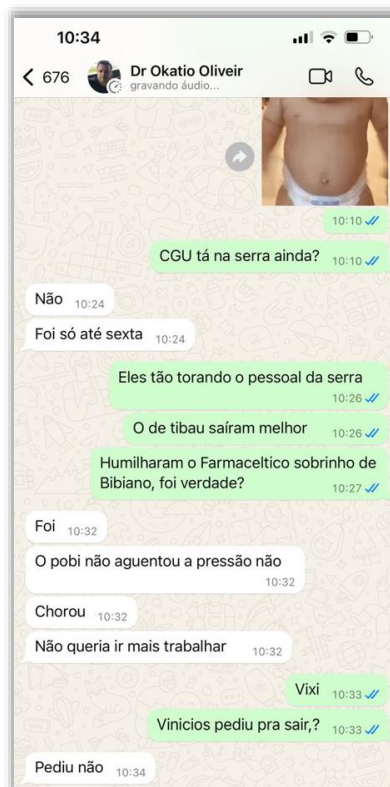 10:34
676
Dr Okatio Oliveir
gravando áudio...
10:10
CGU tá na serra ainda? 10:10
Não 10:24
Foi só até sexta 10:24
Eles tão torando o pessoal da serra
10:26
O de tibau saíram melhor 10:26
Humilharam o Farmaceltico sobrinho de
Bibiano, foi verdade? 10:27
Foi 10:32
O pobi não aguentou a pressão não
10:32
Chorou 10:32
Não queria ir mais trabalhar 10:32
Vixi 10:33
Vinicios pediu pra sair,? 10:33
Pediu não 10:34